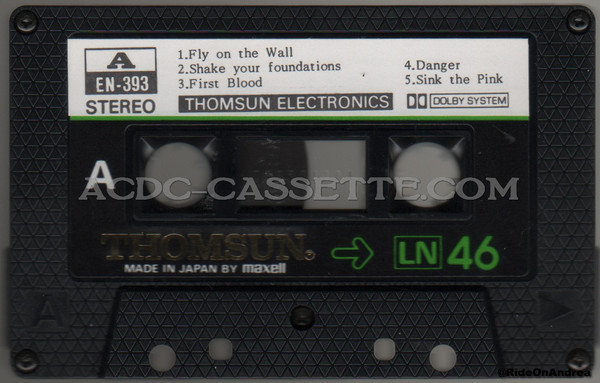 A
EN-393
STEREO
1.Fly on the Wall
2.Shake your foundations
3.First Blood
4.Danger
5.Sink the Pink
THOMSUN ELECTRONICS
DOLBY SYSTEM
A
ACDC-CASSETTE.COM
THOMSUN
MADE IN JAPAN BY maxell
LN 46
A
@RideOnAndrea